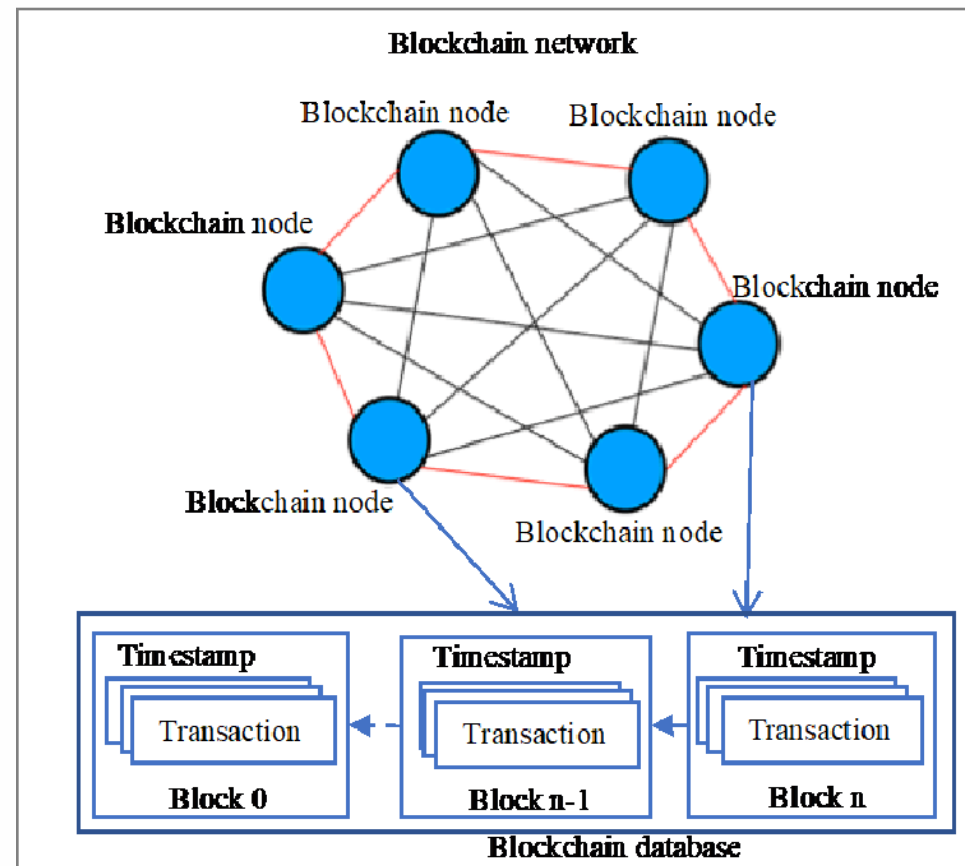 Blockchain network
Blockchain node
Blockchain node
Blockchain node
Blockchain node
Blockchain node
Blockchain node
Timestamp
Transaction
Block 0
Timestamp
Transaction
Block n-1
Timestamp
Transaction
Block n
Blockchain database